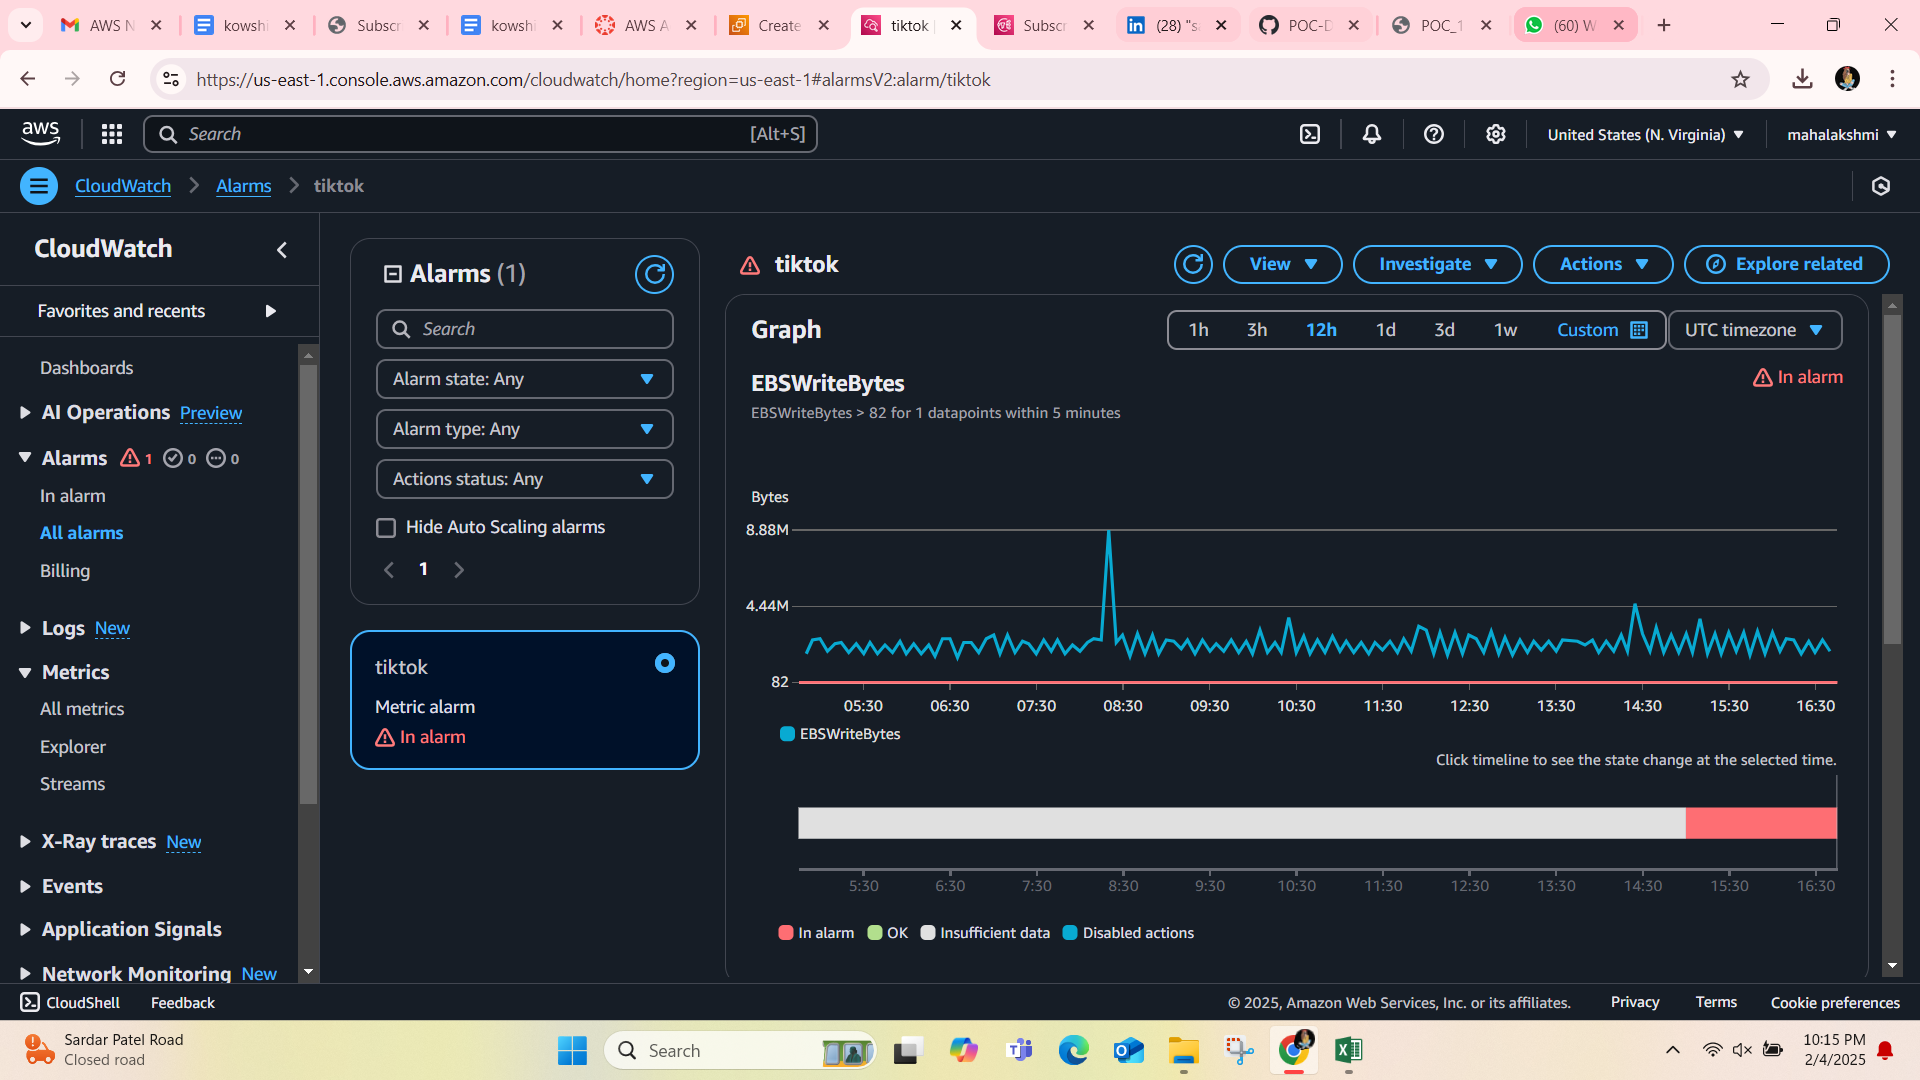 AWS N
kowshi
Subscr
kowshi
AWS A
Create
tiktok
Subscr
(28) "sa
POC-D
POC_1
(60) W
https://us-east-1.console.aws.amazon.com/cloudwatch/home?region=us-east-1#alarmsV2:alarm/tiktok
aws
Search
[Alt+S]
United States (N. Virginia)
mahalakshmi
CloudWatch
Alarms
tiktok
CloudWatch
Favorites and recents
Dashboards
AI Operations Preview
Alarms 1 0 0
In alarm
All alarms
Billing
Logs New
Metrics
All metrics
Explorer
Streams
X-Ray traces New
Events
Application Signals
Network Monitoring New
Alarms (1)
Search
Alarm state: Any
Alarm type: Any
Actions status: Any
Hide Auto Scaling alarms
1
tiktok
Metric alarm
In alarm
tiktok
View
Investigate
Actions
Explore related
Graph
1h 3h 12h 1d 3d 1w Custom
UTC timezone
EBSWriteBytes
In alarm
EBSWriteBytes > 82 for 1 datapoints within 5 minutes
Bytes
8.88M
4.44M
82
05:30 06:30 07:30 08:30 09:30 10:30 11:30 12:30 13:30 14:30 15:30 16:30
EBSWriteBytes
Click timeline to see the state change at the selected time.
5:30 6:30 7:30 8:30 9:30 10:30 11:30 12:30 13:30 14:30 15:30 16:30
In alarm OK Insufficient data Disabled actions
CloudShell Feedback
© 2025, Amazon Web Services, Inc. or its affiliates. Privacy Terms Cookie preferences
Sardar Patel Road
Closed road
Search
10:15 PM
2/4/2025